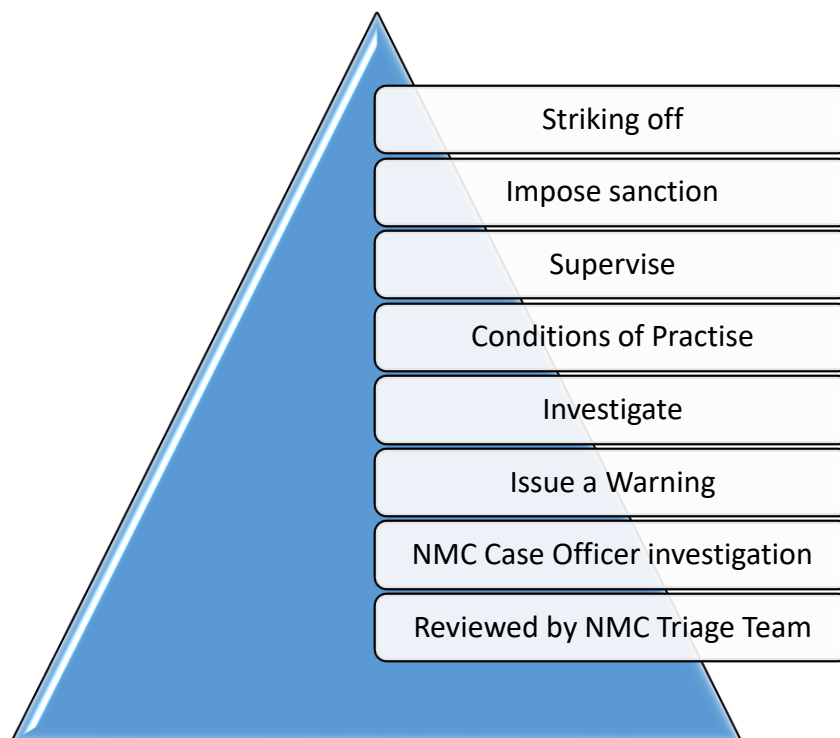 Striking off
Impose sanction
Supervise
Conditions of Practise
Investigate
Issue a Warning
NMC Case Officer investigation
Reviewed by NMC Triage Team